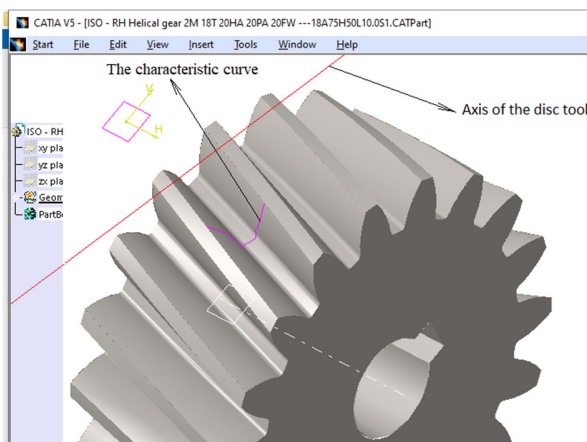 CATIA V5 - [ISO - RH Helical gear 2M 18T 20HA 20PA 20FW ---18A75H50L10.0S1.CATPart]
Start File Edit View Insert Tools Window Help
The characteristic curve
V
H
Axis of the disc tool
ISO - RH
xy pla
yz pla
zx pla
Geom
PartBo